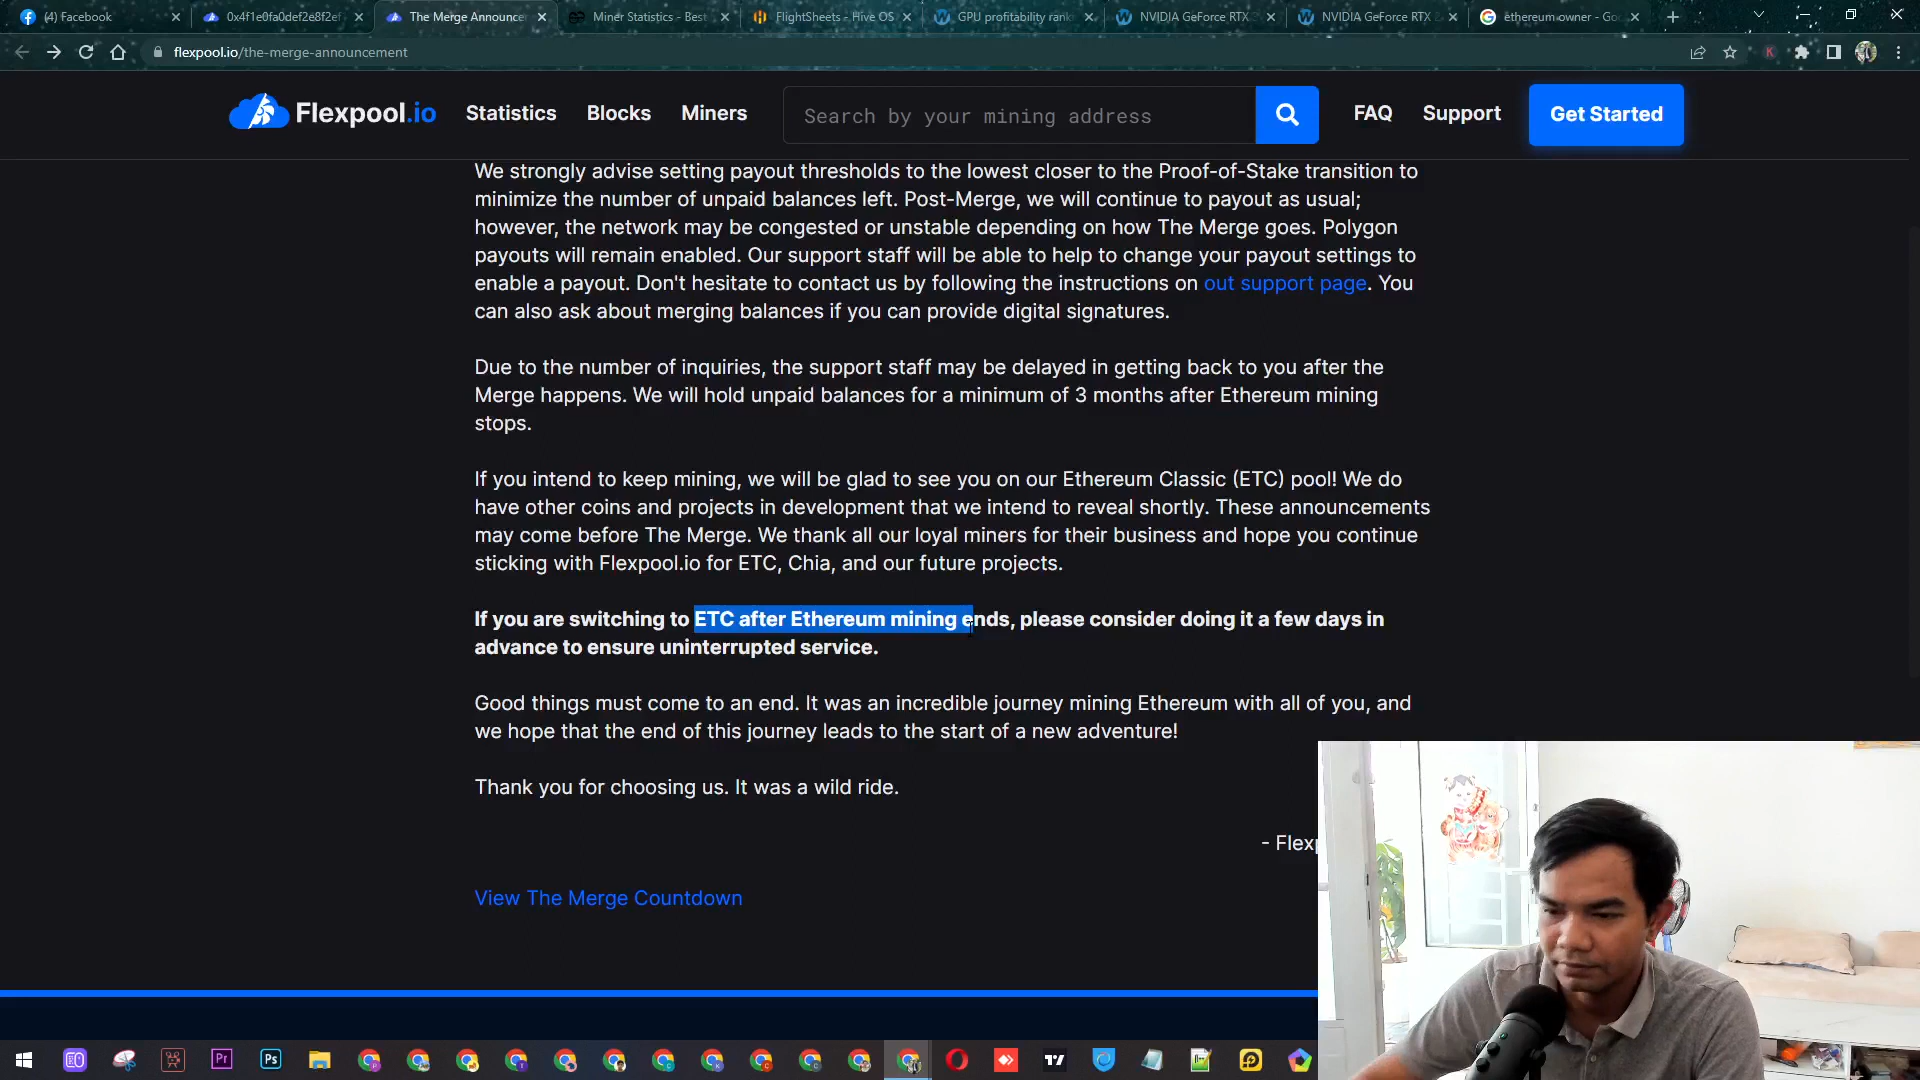 (4) Facebook
0x4f1e0fa0def2e8f2ef
The Merge Announce
Miner Statistics - Best
FlightSheets - Hive OS
GPU profitability rank
NVIDIA GeForce RTX
NVIDIA GeForce RTX
ethereum owner - Go
flexpool.io/the-merge-announcement
Flexpool.io
Statistics
Blocks
Miners
Search by your mining address
FAQ
Support
Get Started
We strongly advise setting payout thresholds to the lowest closer to the Proof-of-Stake transition to
minimize the number of unpaid balances left. Post-Merge, we will continue to payout as usual;
however, the network may be congested or unstable depending on how The Merge goes. Polygon
payouts will remain enabled. Our support staff will be able to help to change your payout settings to
enable a payout. Don't hesitate to contact us by following the instructions on out support page. You
can also ask about merging balances if you can provide digital signatures.
Due to the number of inquiries, the support staff may be delayed in getting back to you after the
Merge happens. We will hold unpaid balances for a minimum of 3 months after Ethereum mining
stops.
If you intend to keep mining, we will be glad to see you on our Ethereum Classic (ETC) pool! We do
have other coins and projects in development that we intend to reveal shortly. These announcements
may come before The Merge. We thank all our loyal miners for their business and hope you continue
sticking with Flexpool.io for ETC, Chia, and our future projects.
If you are switching to ETC after Ethereum mining ends, please consider doing it a few days in
advance to ensure uninterrupted service.
Good things must come to an end. It was an incredible journey mining Ethereum with all of you, and
we hope that the end of this journey leads to the start of a new adventure!
Thank you for choosing us. It was a wild ride.
- Flexp
View The Merge Countdown
Pr
Ps